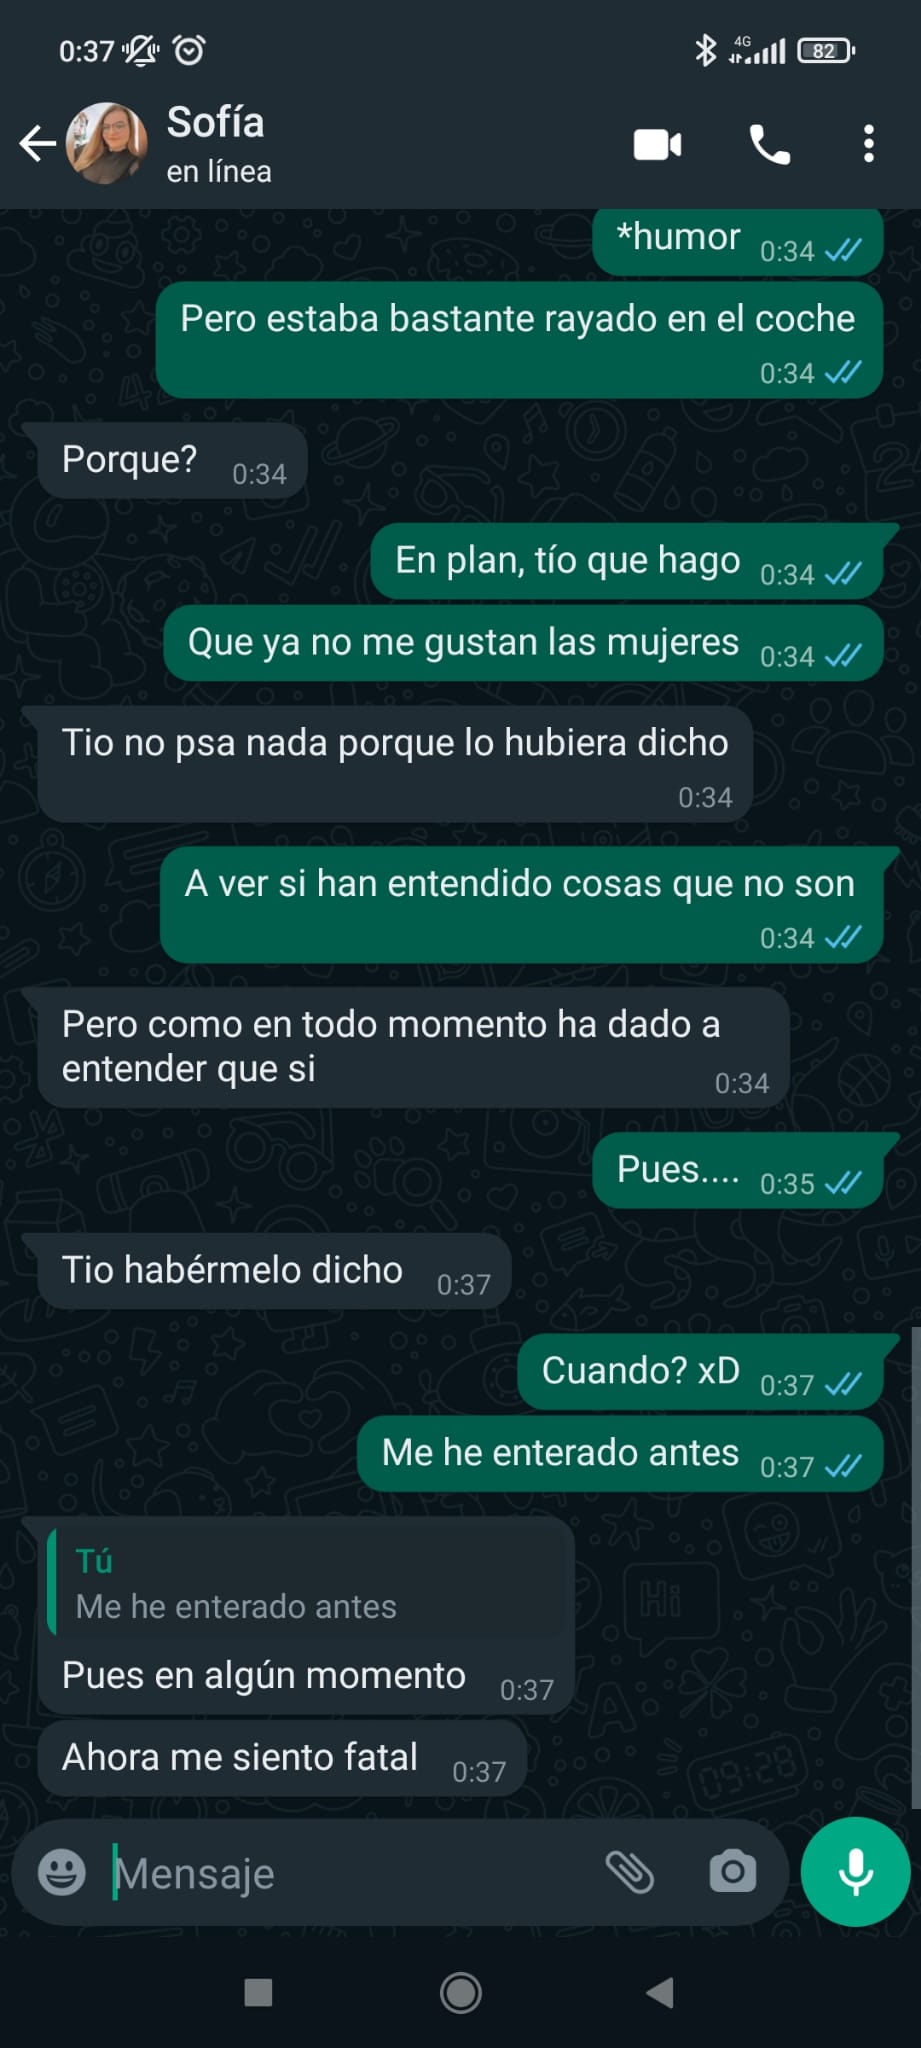 0:37
4G
82
Sofía
en línea
*humor 0:34
Pero estaba bastante rayado en el coche
0:34
Porque? 0:34
En plan, tío que hago 0:34
Que ya no me gustan las mujeres 0:34
Tio no psa nada porque lo hubiera dicho
0:34
A ver si han entendido cosas que no son
0:34
Pero como en todo momento ha dado a
entender que si
0:34
Pues.... 0:35
Tio habérmelo dicho 0:37
Cuando? xD 0:37
Me he enterado antes 0:37
Tú
Me he enterado antes
Pues en algún momento 0:37
Ahora me siento fatal 0:37
Hi
09:28
Mensaje